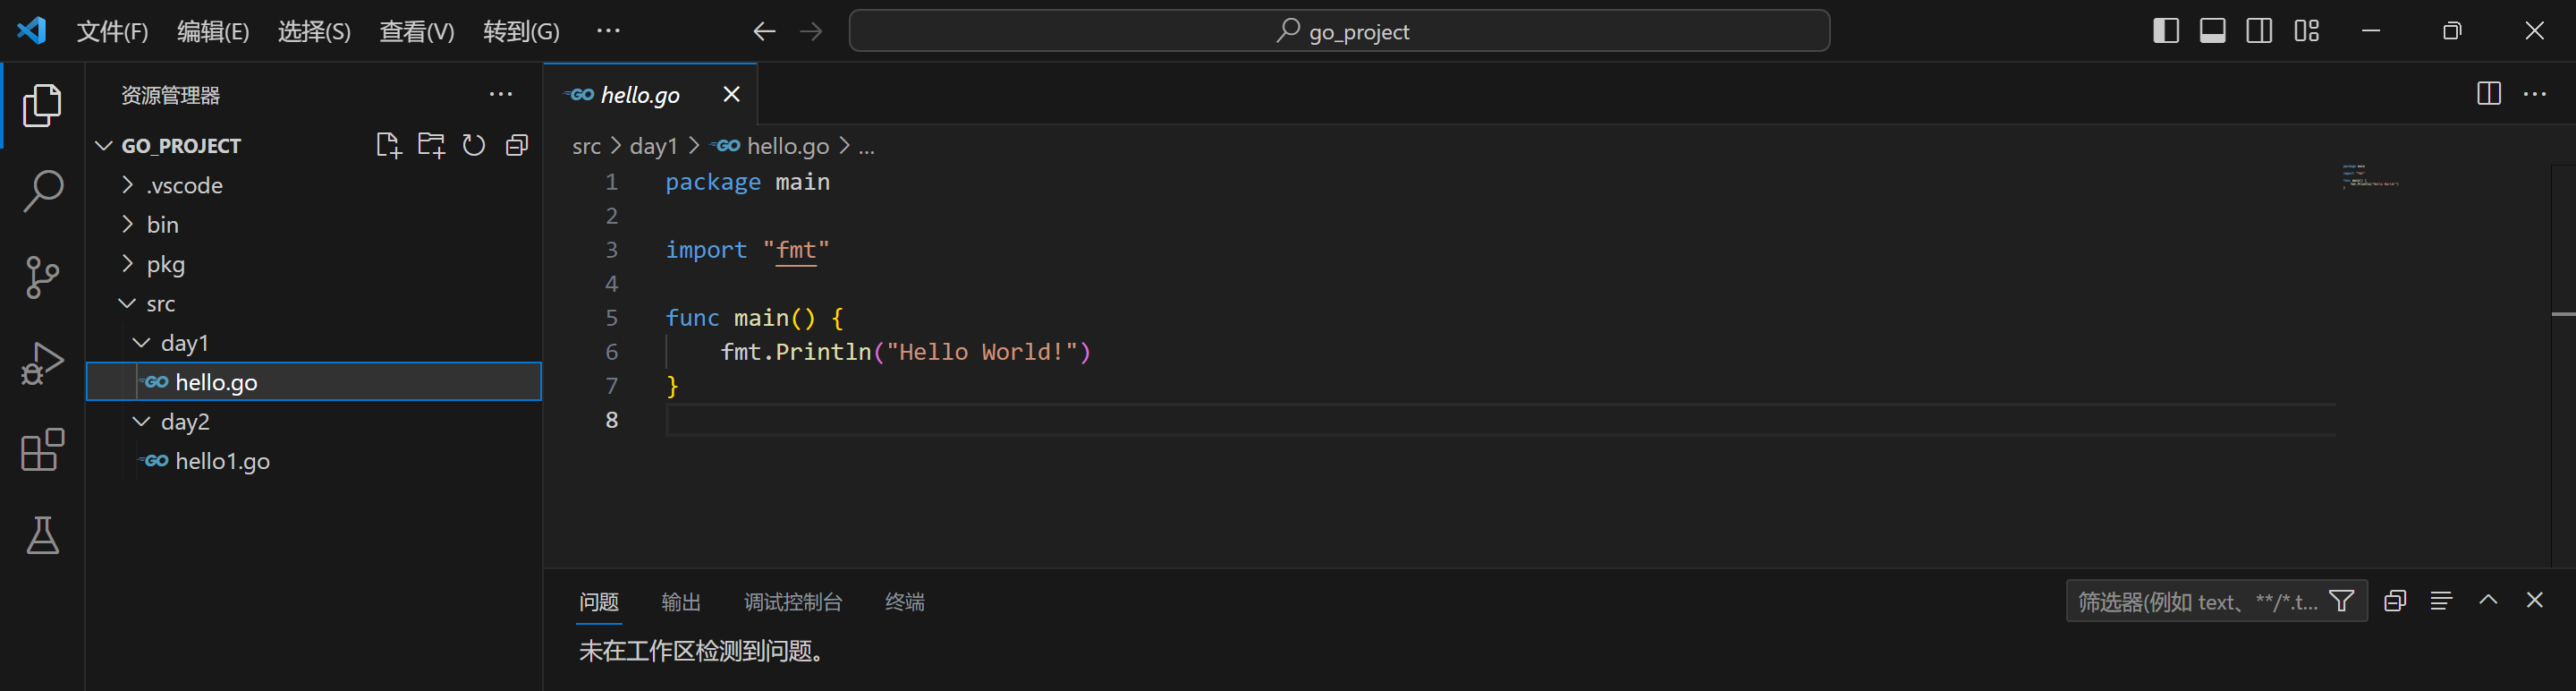 文件(F) 编辑(E) 选择(S) 查看(V) 转到(G) ··· go_project
资源管理器
GO_PROJECT
.vscode
bin
pkg
src
day1
hello.go
day2
hello1.go
hello.go
src > day1 > hello.go > ...
1 package main
2
3 import "fmt"
4
5 func main() {
6 fmt.Println("Hello World!")
7 }
8
问题 输出 调试控制台 终端 筛选器(例如 text、**/*.t...
未在工作区检测到问题。